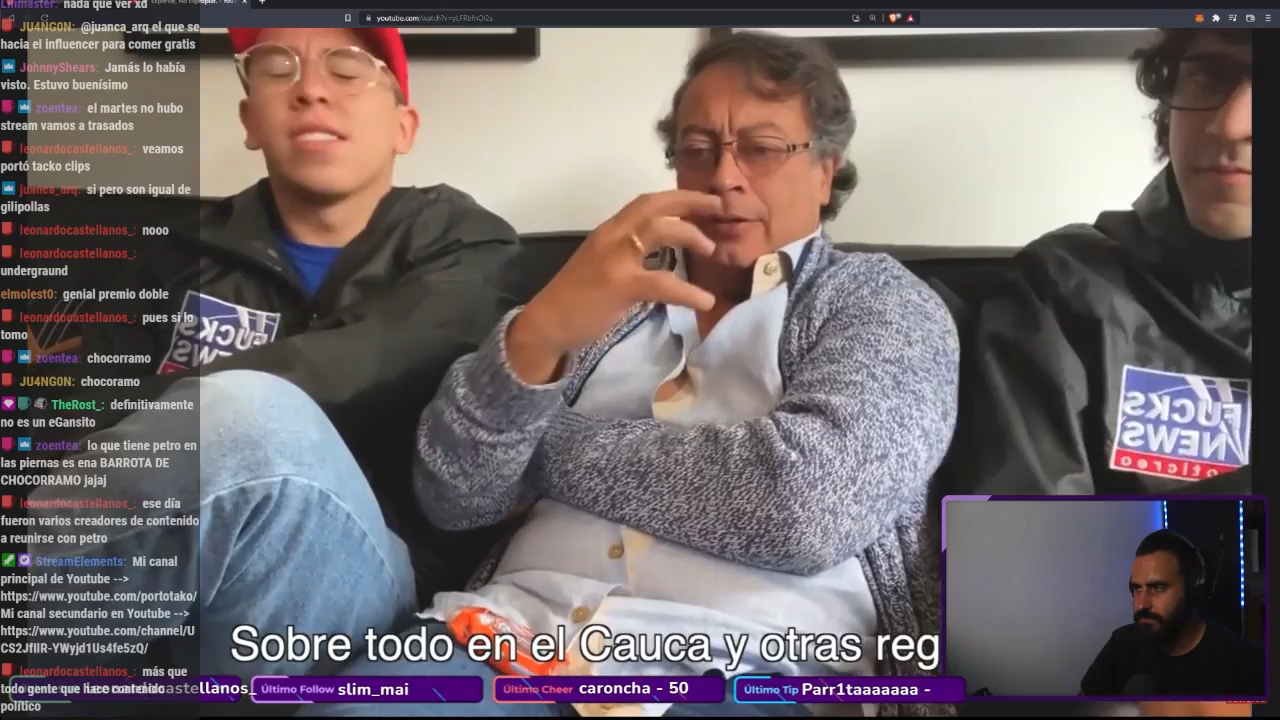 nada que ver xd
JU4NG0N: @juanca_arq el que se
hacia el influencer para comer gratis
JohnnyShears: Jamás lo había
visto. Estuvo buenísimo
zoentea: el martes no hubo
stream vamos a trasados
leonardocastellanos_: veamos
portó tacko clips
juanca_arq: si pero son igual de
gilipollas
leonardocastellanos_: nooo
leonardocastellanos_:
undergraund
elmolest0: genial premio doble
leonardocastellanos_: pues si lo
tomo
zoentea: chocorramo
JU4NG0N: chocoramo
TheRost_: definitivamente
no es un eGansito
zoentea: lo que tiene petro en
las piernas es ena BARROTA DE
CHOCORRAMO jajaj
leonardocastellanos_: ese día
fueron varios creadores de contenido
a reunirse con petro
StreamElements: Mi canal
principal de Youtube -->
https://www.youtube.com/portotako/
Mi canal secundario en Youtube -->
https://www.youtube.com/channel/U
CS2JfIIR-YWyjd1Us4fe5zQ/
leonardocastellanos_: más que
todo gente que hace contenido
político
FUCKS
NEWS
FUCKS
NEWS
noticreo
Sobre todo en el Cauca y otras reg
Último Follow slim_mai
Último Cheer caroncha - 50
Último Tip Parr1taaaaaaa -